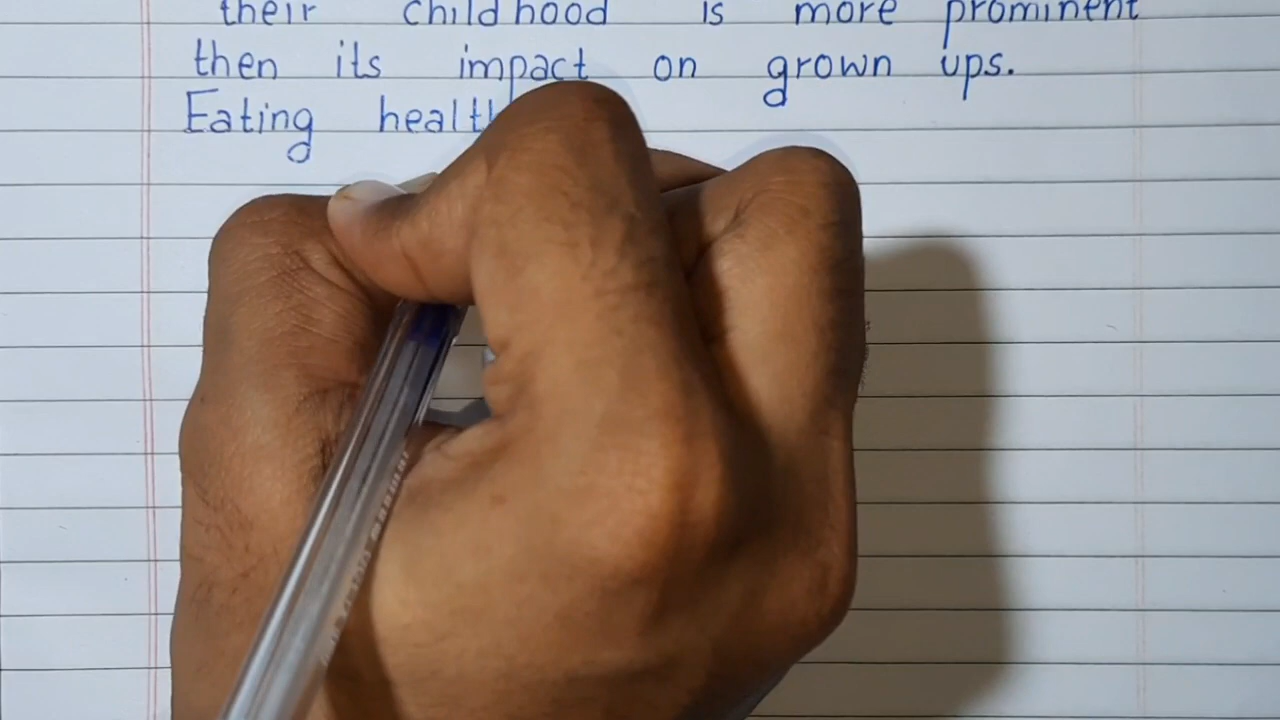 their childhood is more prominent
then its impact on grown ups.
Eating